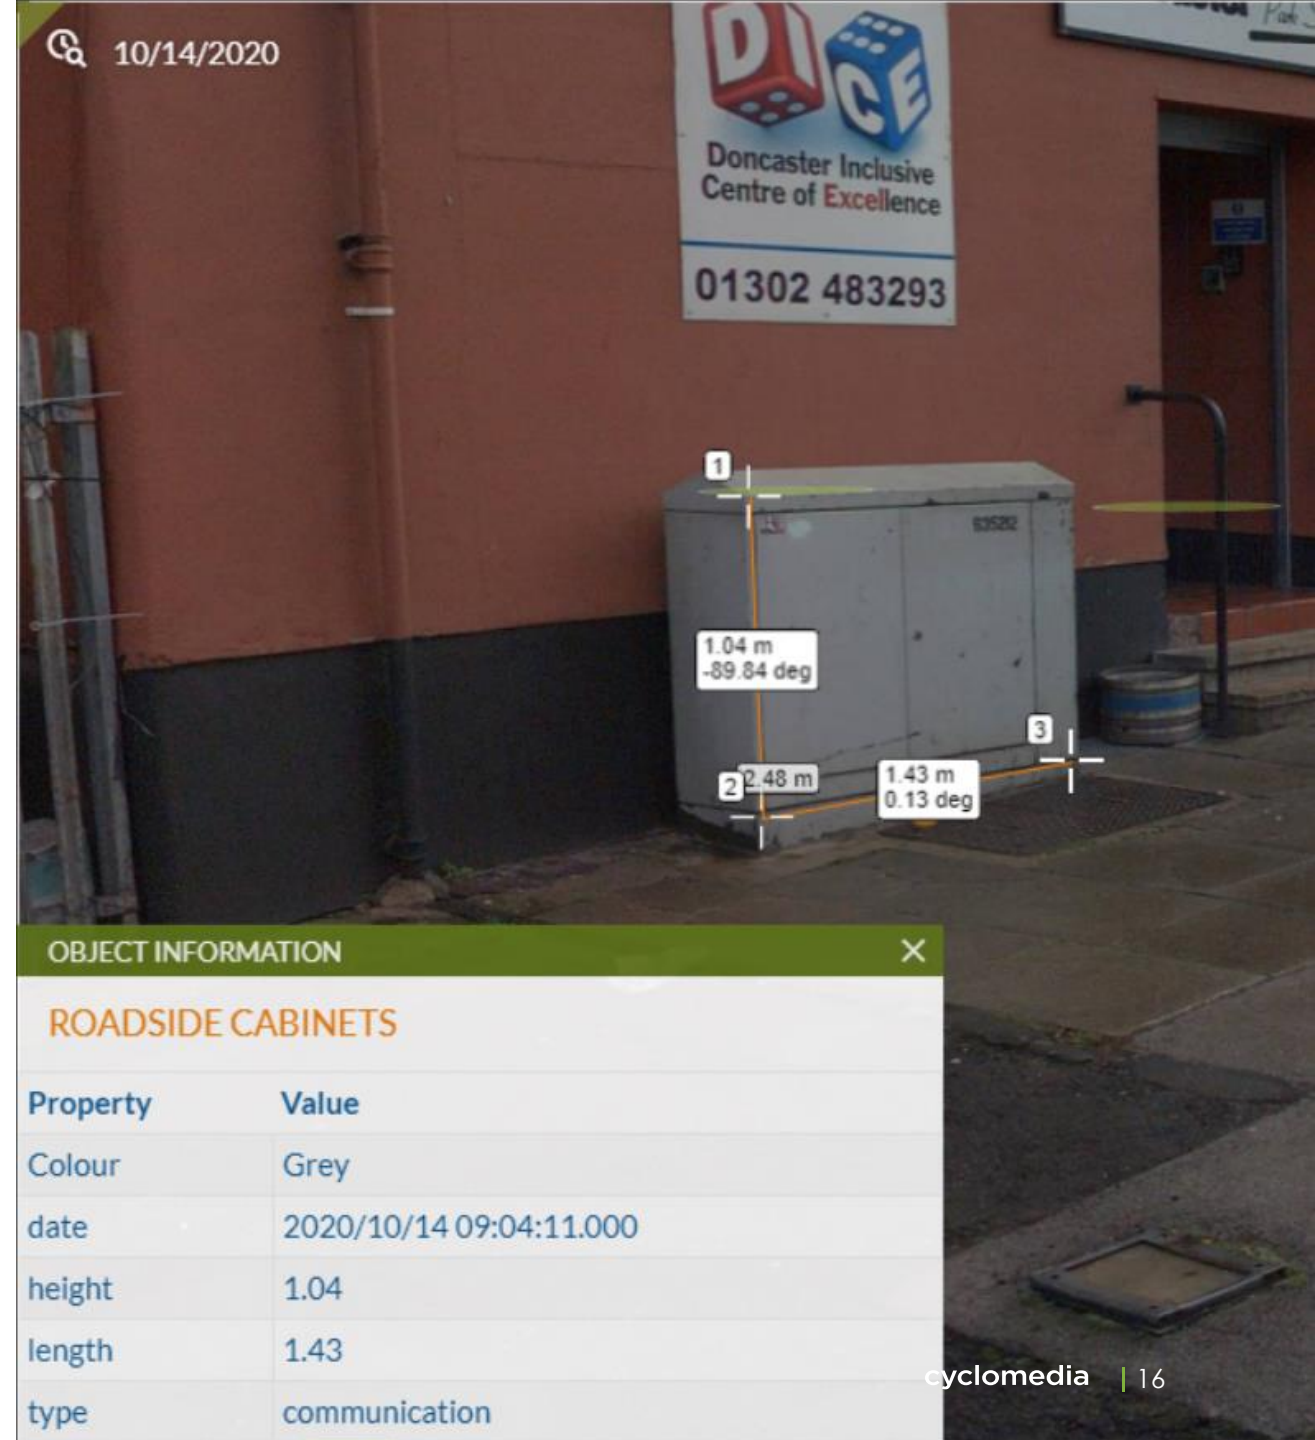 10/14/2020
DICE
Doncaster Inclusive
Centre of Excellence
01302 483293
1
1.04 m
-89.84 deg
3
2
2.48 m
1.43 m
0.13 deg
OBJECT INFORMATION
ROADSIDE CABINETS
Property Value
Colour Grey
date 2020/10/14 09:04:11.000
height 1.04
length 1.43
type communication
cyclomedia | 16